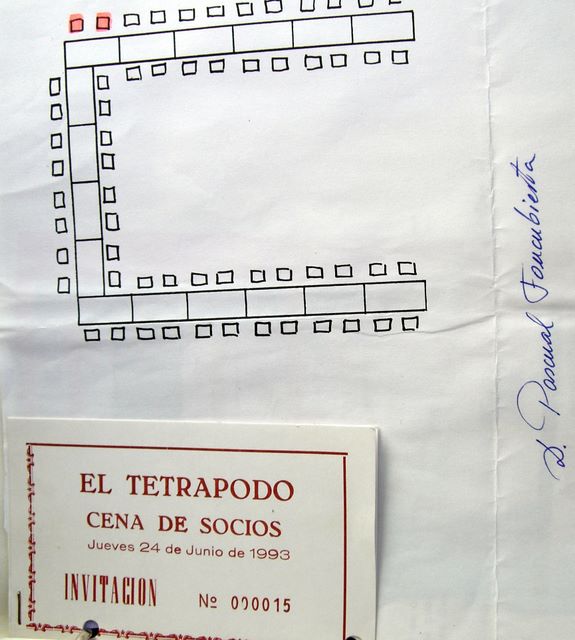 D. Pascual Foncubierta
EL TETRAPODO
CENA DE SOCIOS
Jueves 24 de Junio de 1993
INVITACION Nº 000015